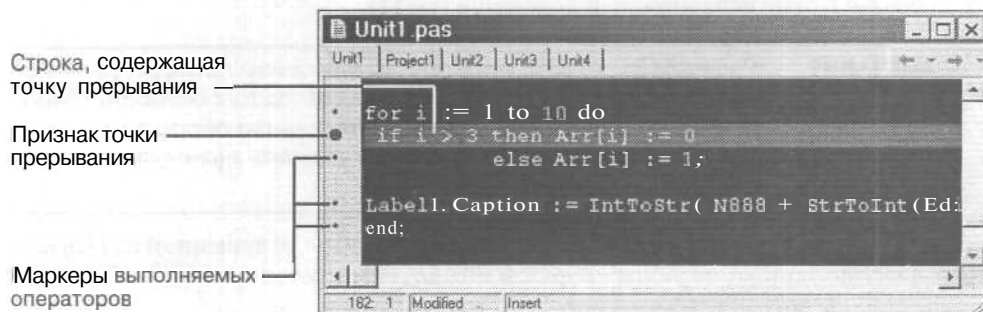 Строка, содержащая
точку прерывания
Признак точки
прерывания
Маркеры выполняемых
операторов
Unit1.pas
Unit1 Project1 Unit2 Unit3 Unit4
for i := 1 to 10 do
if i > 3 then Arr[i] := 0
else Arr[i] := 1;
Label1.Caption := IntToStr( N888 + StrToInt(Edi
end;
182: 1 Modified Insert